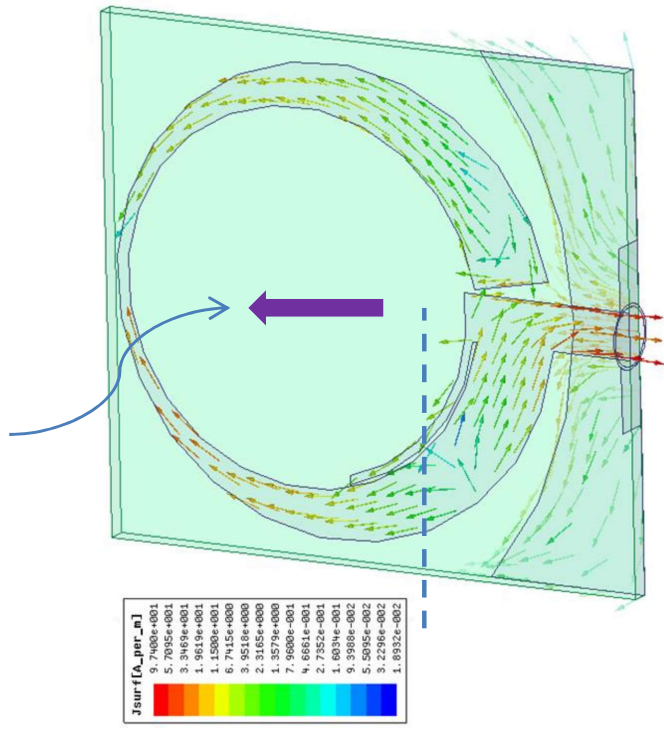 Jsurf[A_per_m]
9.7400e+001
5.7095e+001
3.3469e+001
1.9619e+001
1.1500e+001
6.7415e+000
3.9518e+000
2.3165e+000
1.3579e+000
7.9600e-001
4.6661e-001
2.7352e-001
1.6034e-001
9.3988e-002
5.5095e-002
3.2296e-002
1.8932e-002